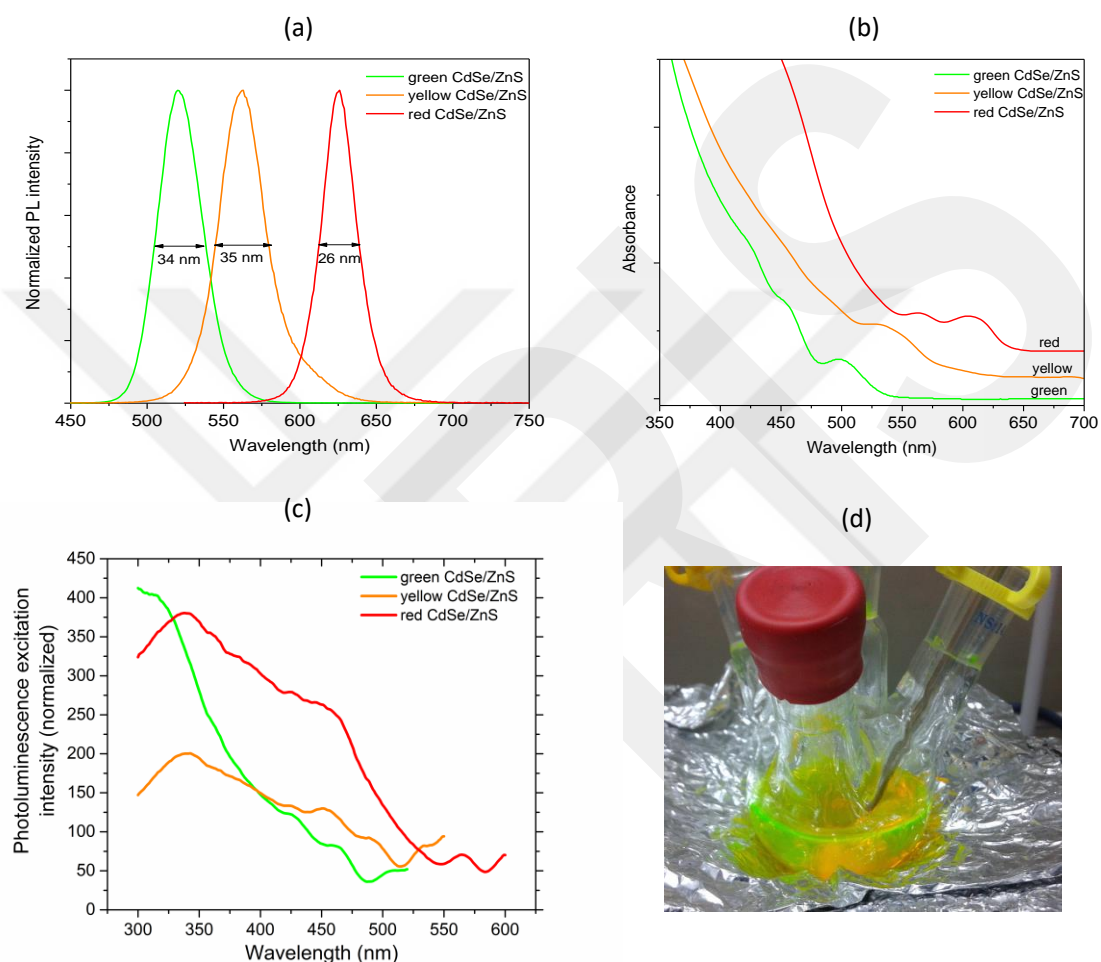 (a)
green CdSe/ZnS
yellow CdSe/ZnS
red CdSe/ZnS
34 nm
35 nm
26 nm
Normalized PL intensity
450 500 550 600 650 700 750
Wavelength (nm)
(b)
green CdSe/ZnS
yellow CdSe/ZnS
red CdSe/ZnS
Absorbance
red
yellow
green
350 400 450 500 550 600 650 700
Wavelength (nm)
(c)
450
400
350
300
250
200
150
100
50
0
green CdSe/ZnS
yellow CdSe/ZnS
red CdSe/ZnS
Photoluminescence excitation
intensity (normalized)
300 350 400 450 500 550 600
Wavelength (nm)
(d)